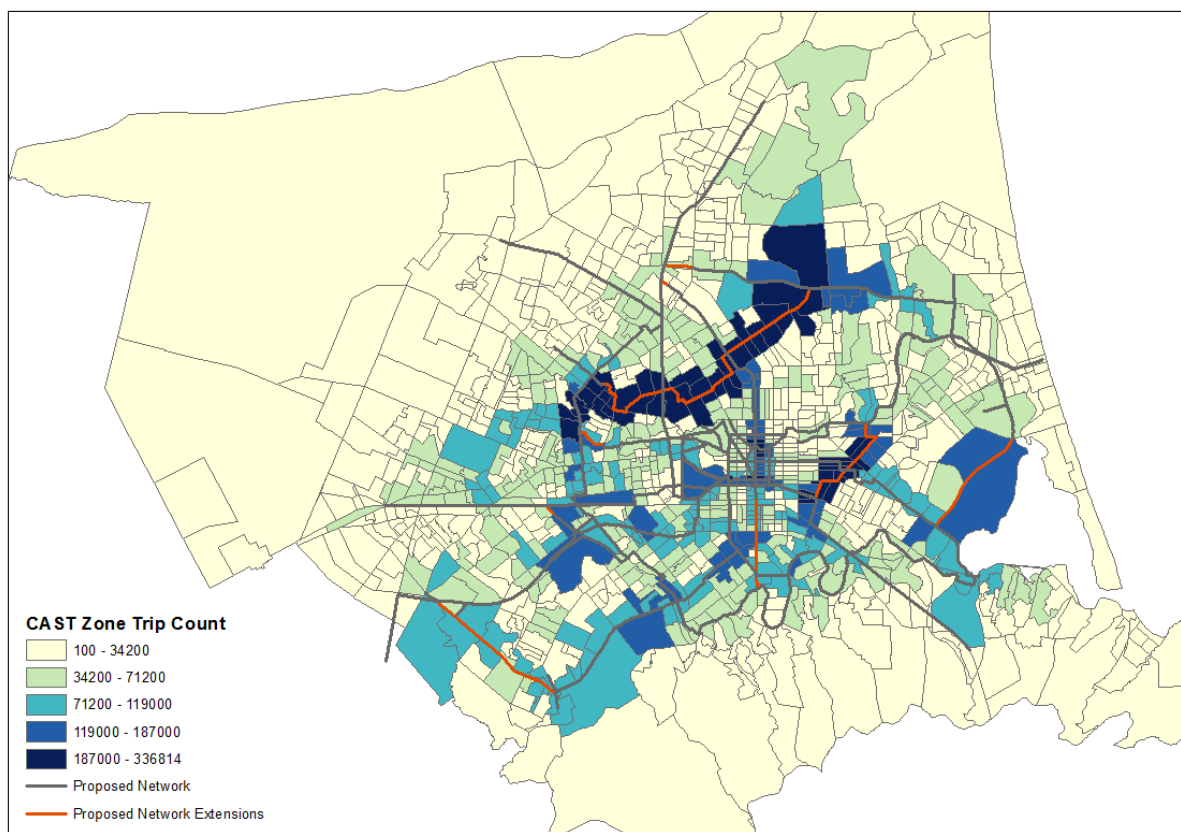 CAST Zone Trip Count
100 - 34200
34200 - 71200
71200 - 119000
119000 - 187000
187000 - 336814
Proposed Network
Proposed Network Extensions